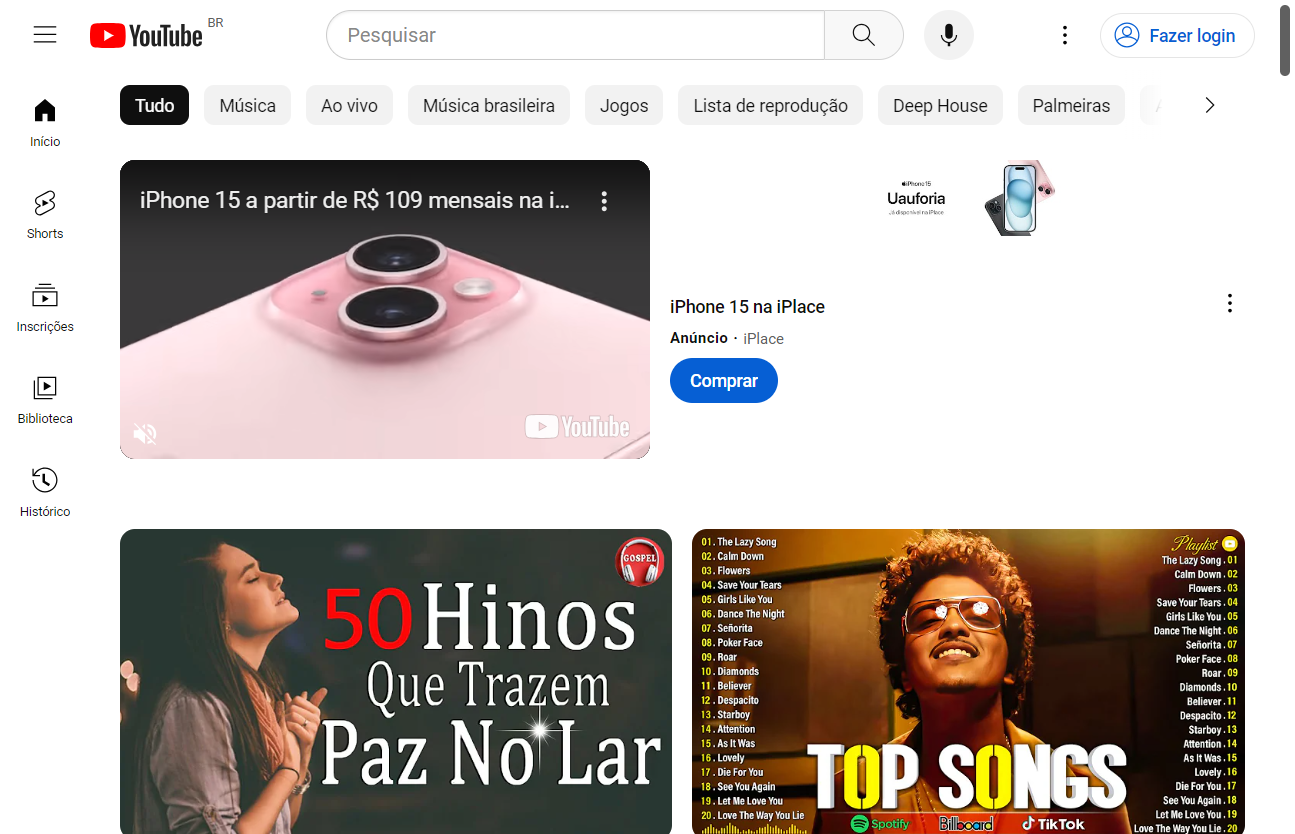 YouTube BR
Pesquisar
Fazer login
Tudo
Música
Ao vivo
Música brasileira
Jogos
Lista de reprodução
Deep House
Palmeiras
Início
Shorts
Inscrições
Biblioteca
Histórico
iPhone 15 a partir de R$ 109 mensais na i...
YouTube
iPhone 15
Uauforia
Já disponível na iPlace
iPhone 15 na iPlace
Anúncio · iPlace
Comprar
GOSPEL
50 Hinos
Que Trazem
Paz No Lar
01. The Lazy Song
02. Calm Down
03. Flowers
04. Save Your Tears
05. Girls Like You
06. Dance The Night
07. Señorita
08. Poker Face
09. Roar
10. Diamonds
11. Believer
12. Despacito
13. Starboy
14. Attention
15. As It Was
16. Lovely
17. Die For You
18. See You Again
19. Let Me Love You
20. Love The Way You Lie
Playlist
The Lazy Song . 01
Calm Down . 02
Flowers . 03
Save Your Tears . 04
Girls Like You . 05
Dance The Night . 06
Señorita . 07
Poker Face . 08
Roar . 09
Diamonds . 10
Believer . 11
Despacito . 12
Starboy . 13
Attention . 14
As It Was . 15
Lovely . 16
Die For You . 17
See You Again . 18
Let Me Love You . 19
Love The Way You Lie . 20
TOP SONGS
Spotify
Billboard
TikTok